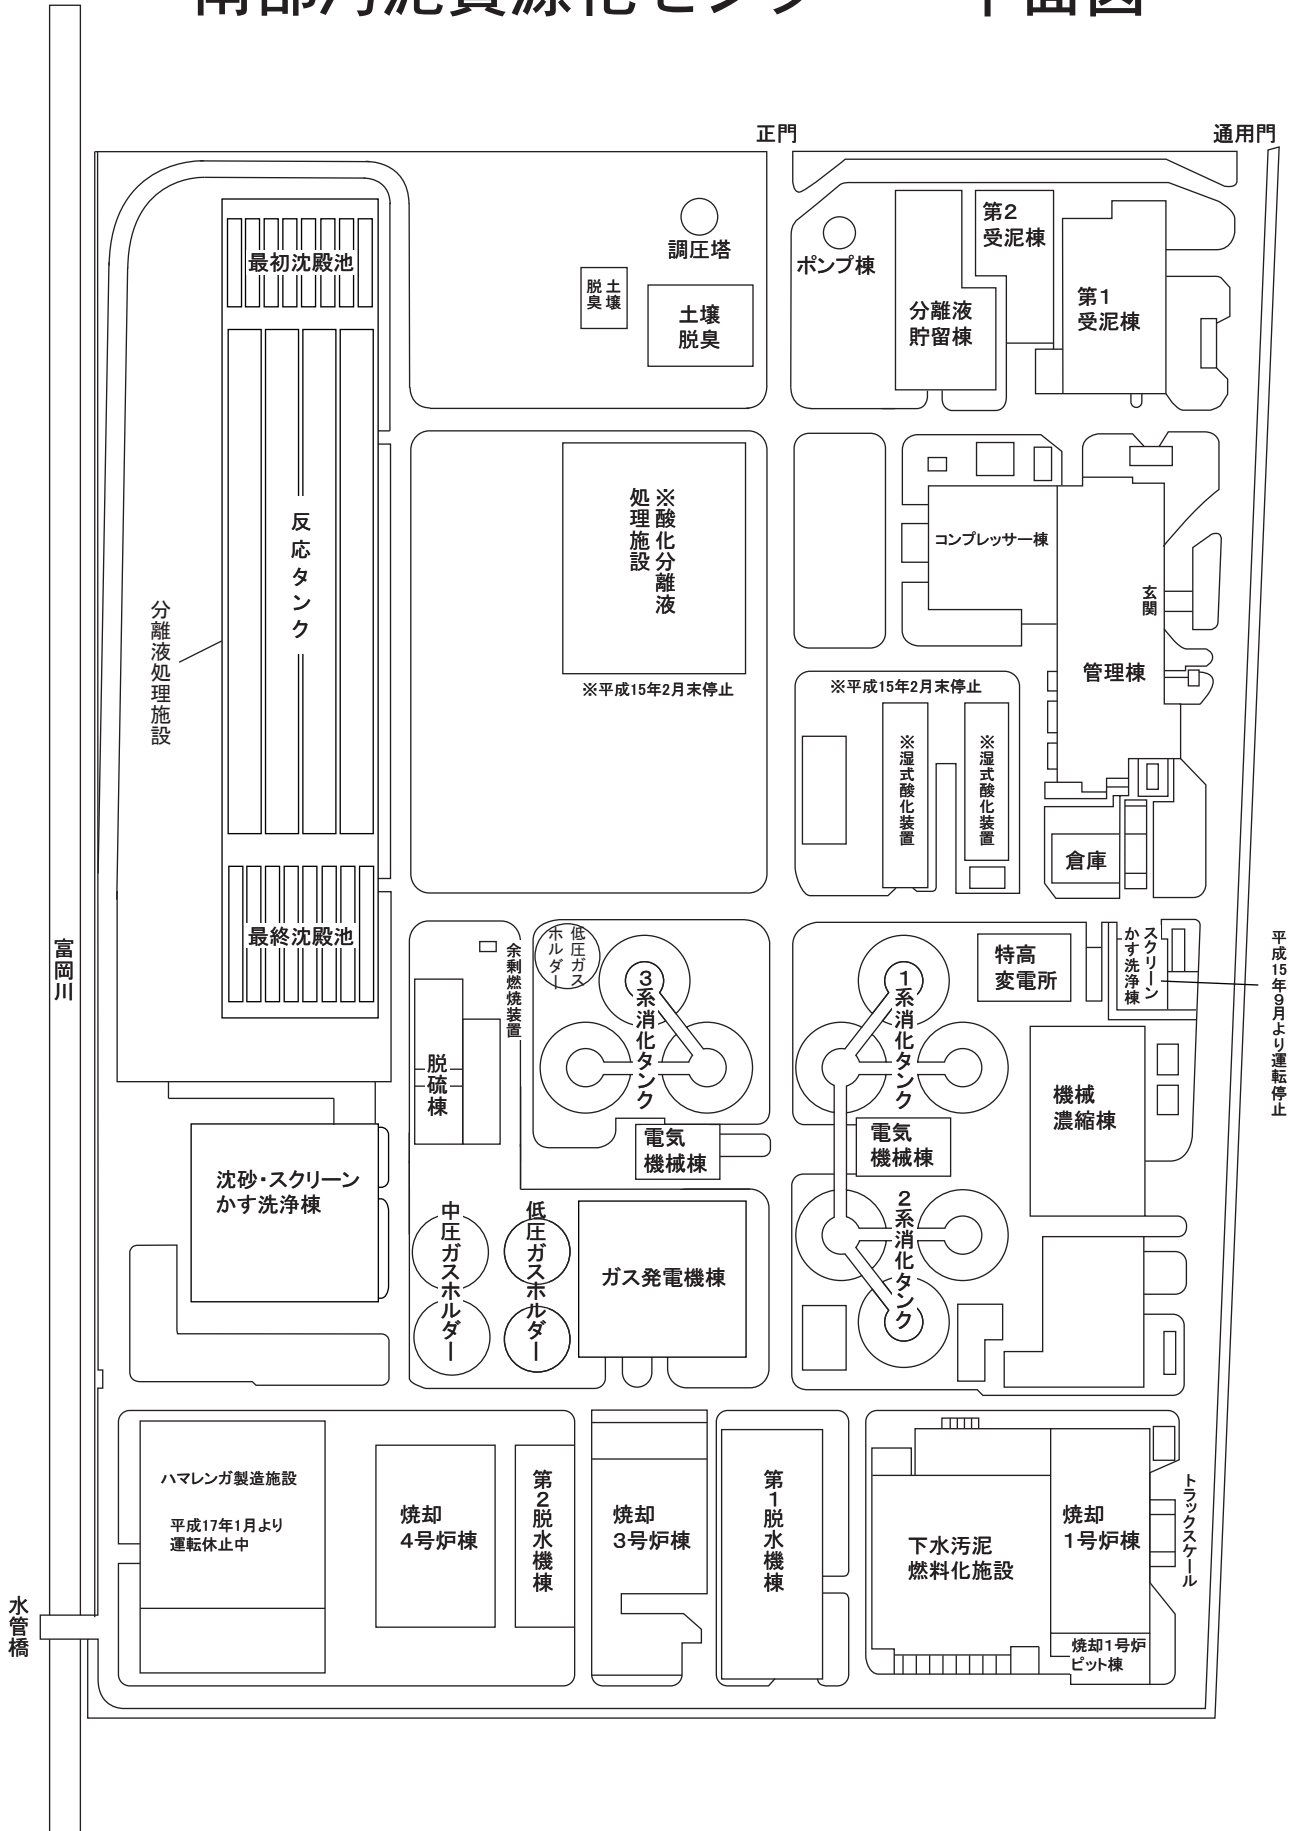 南部汚泥資源化センター 平面図
正門
通用門
調圧塔
土壌
脱臭
土壌
脱臭
ポンプ棟
分離液
貯留棟
第2
受泥棟
第1
受泥棟
最初沈殿池
反応タンク
最終沈殿池
分離液処理施設
※酸化分離液
処理施設
※平成15年2月末停止
コンプレッサー棟
玄関
管理棟
※平成15年2月末停止
※湿式酸化装置
※湿式酸化装置
倉庫
富岡川
余剰燃焼装置
低圧ガス
ホルダー
3系消化タンク
1系消化タンク
特高
変電所
スクリーン
かす洗浄棟
平成15年9月より運転停止
脱硫棟
機械
濃縮棟
電気
機械棟
電気
機械棟
沈砂・スクリーン
かす洗浄棟
中圧ガスホルダー
低圧ガスホルダー
ガス発電機棟
2系消化タンク
ハマレンガ製造施設
平成17年1月より
運転休止中
焼却
4号炉棟
第2脱水機棟
焼却
3号炉棟
第1脱水機棟
下水汚泥
燃料化施設
焼却
1号炉棟
トラックスケール
焼却1号炉
ピット棟
水管橋